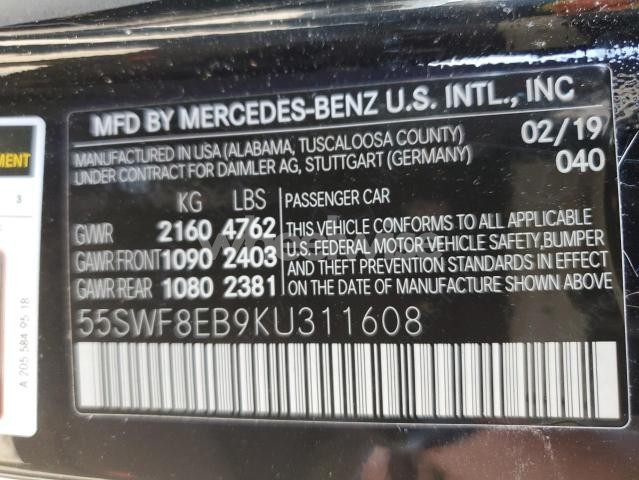 MFD BY MERCEDES-BENZ U.S. INTL., INC
MANUFACTURED IN USA (ALABAMA, TUSCALOOSA COUNTY) 02/19
UNDER CONTRACT FOR DAIMLER AG, STUTTGART (GERMANY) 040
KG LBS PASSENGER CAR
GVWR 2160 4762 THIS VEHICLE CONFORMS TO ALL APPLICABLE
GAWR FRONT 1090 2403 U.S. FEDERAL MOTOR VEHICLE SAFETY,BUMPER
GAWR REAR 1080 2381 AND THEFT PREVENTION STANDARDS IN EFFECT
ON THE DATE OF MANUFACTURE SHOWN ABOVE
55SWF8EB9KU311608
A 205 584 95 18